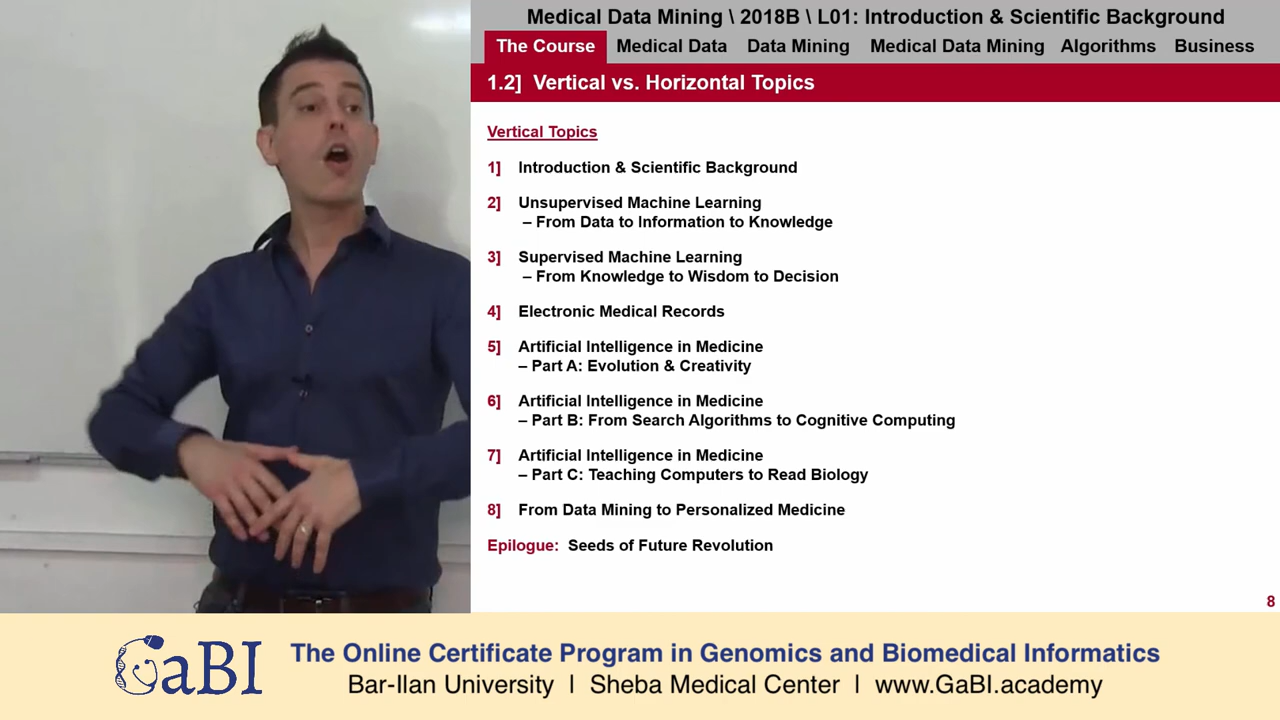 Medical Data Mining \ 2018B \ L01: Introduction & Scientific Background
The Course Medical Data Data Mining Medical Data Mining Algorithms Business
1.2] Vertical vs. Horizontal Topics
Vertical Topics
1] Introduction & Scientific Background
2] Unsupervised Machine Learning
– From Data to Information to Knowledge
3] Supervised Machine Learning
– From Knowledge to Wisdom to Decision
4] Electronic Medical Records
5] Artificial Intelligence in Medicine
– Part A: Evolution & Creativity
6] Artificial Intelligence in Medicine
– Part B: From Search Algorithms to Cognitive Computing
7] Artificial Intelligence in Medicine
– Part C: Teaching Computers to Read Biology
8] From Data Mining to Personalized Medicine
Epilogue: Seeds of Future Revolution
8
GaBI
The Online Certificate Program in Genomics and Biomedical Informatics
Bar-Ilan University | Sheba Medical Center | www.GaBI.academy